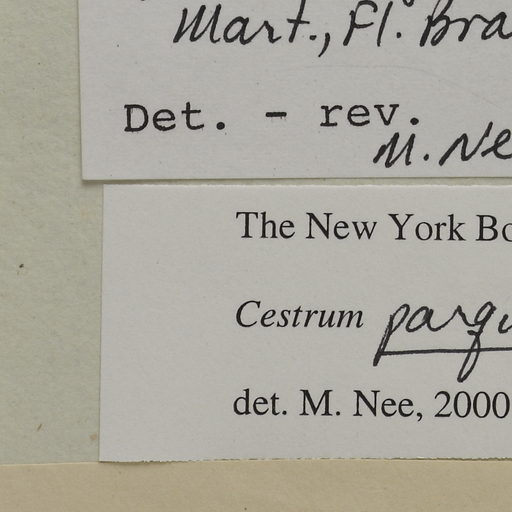 Mart., Fl. Bra
Det. - rev.
M. Ne
The New York Bo
Cestrum parqu
det. M. Nee, 2000